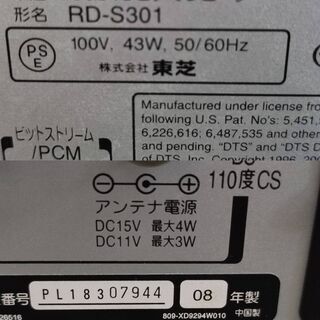 形名 RD-S301
PS
E
100V, 43W, 50/60Hz
株式会社 東芝
Manufactured under license from
following U.S. Pat. No's: 5,451,
6,226,616; 6,487,535 and other
pending. "DTS" and "DTS
of DTS, Inc. Copyright 1996, 20
ビットストリーム
/PCM
110度CS
アンテナ電源
DC15V 最大4W
DC11V 最大3W
番号 PL18307944 08 年製
26516 809-XD9294W010 中国製